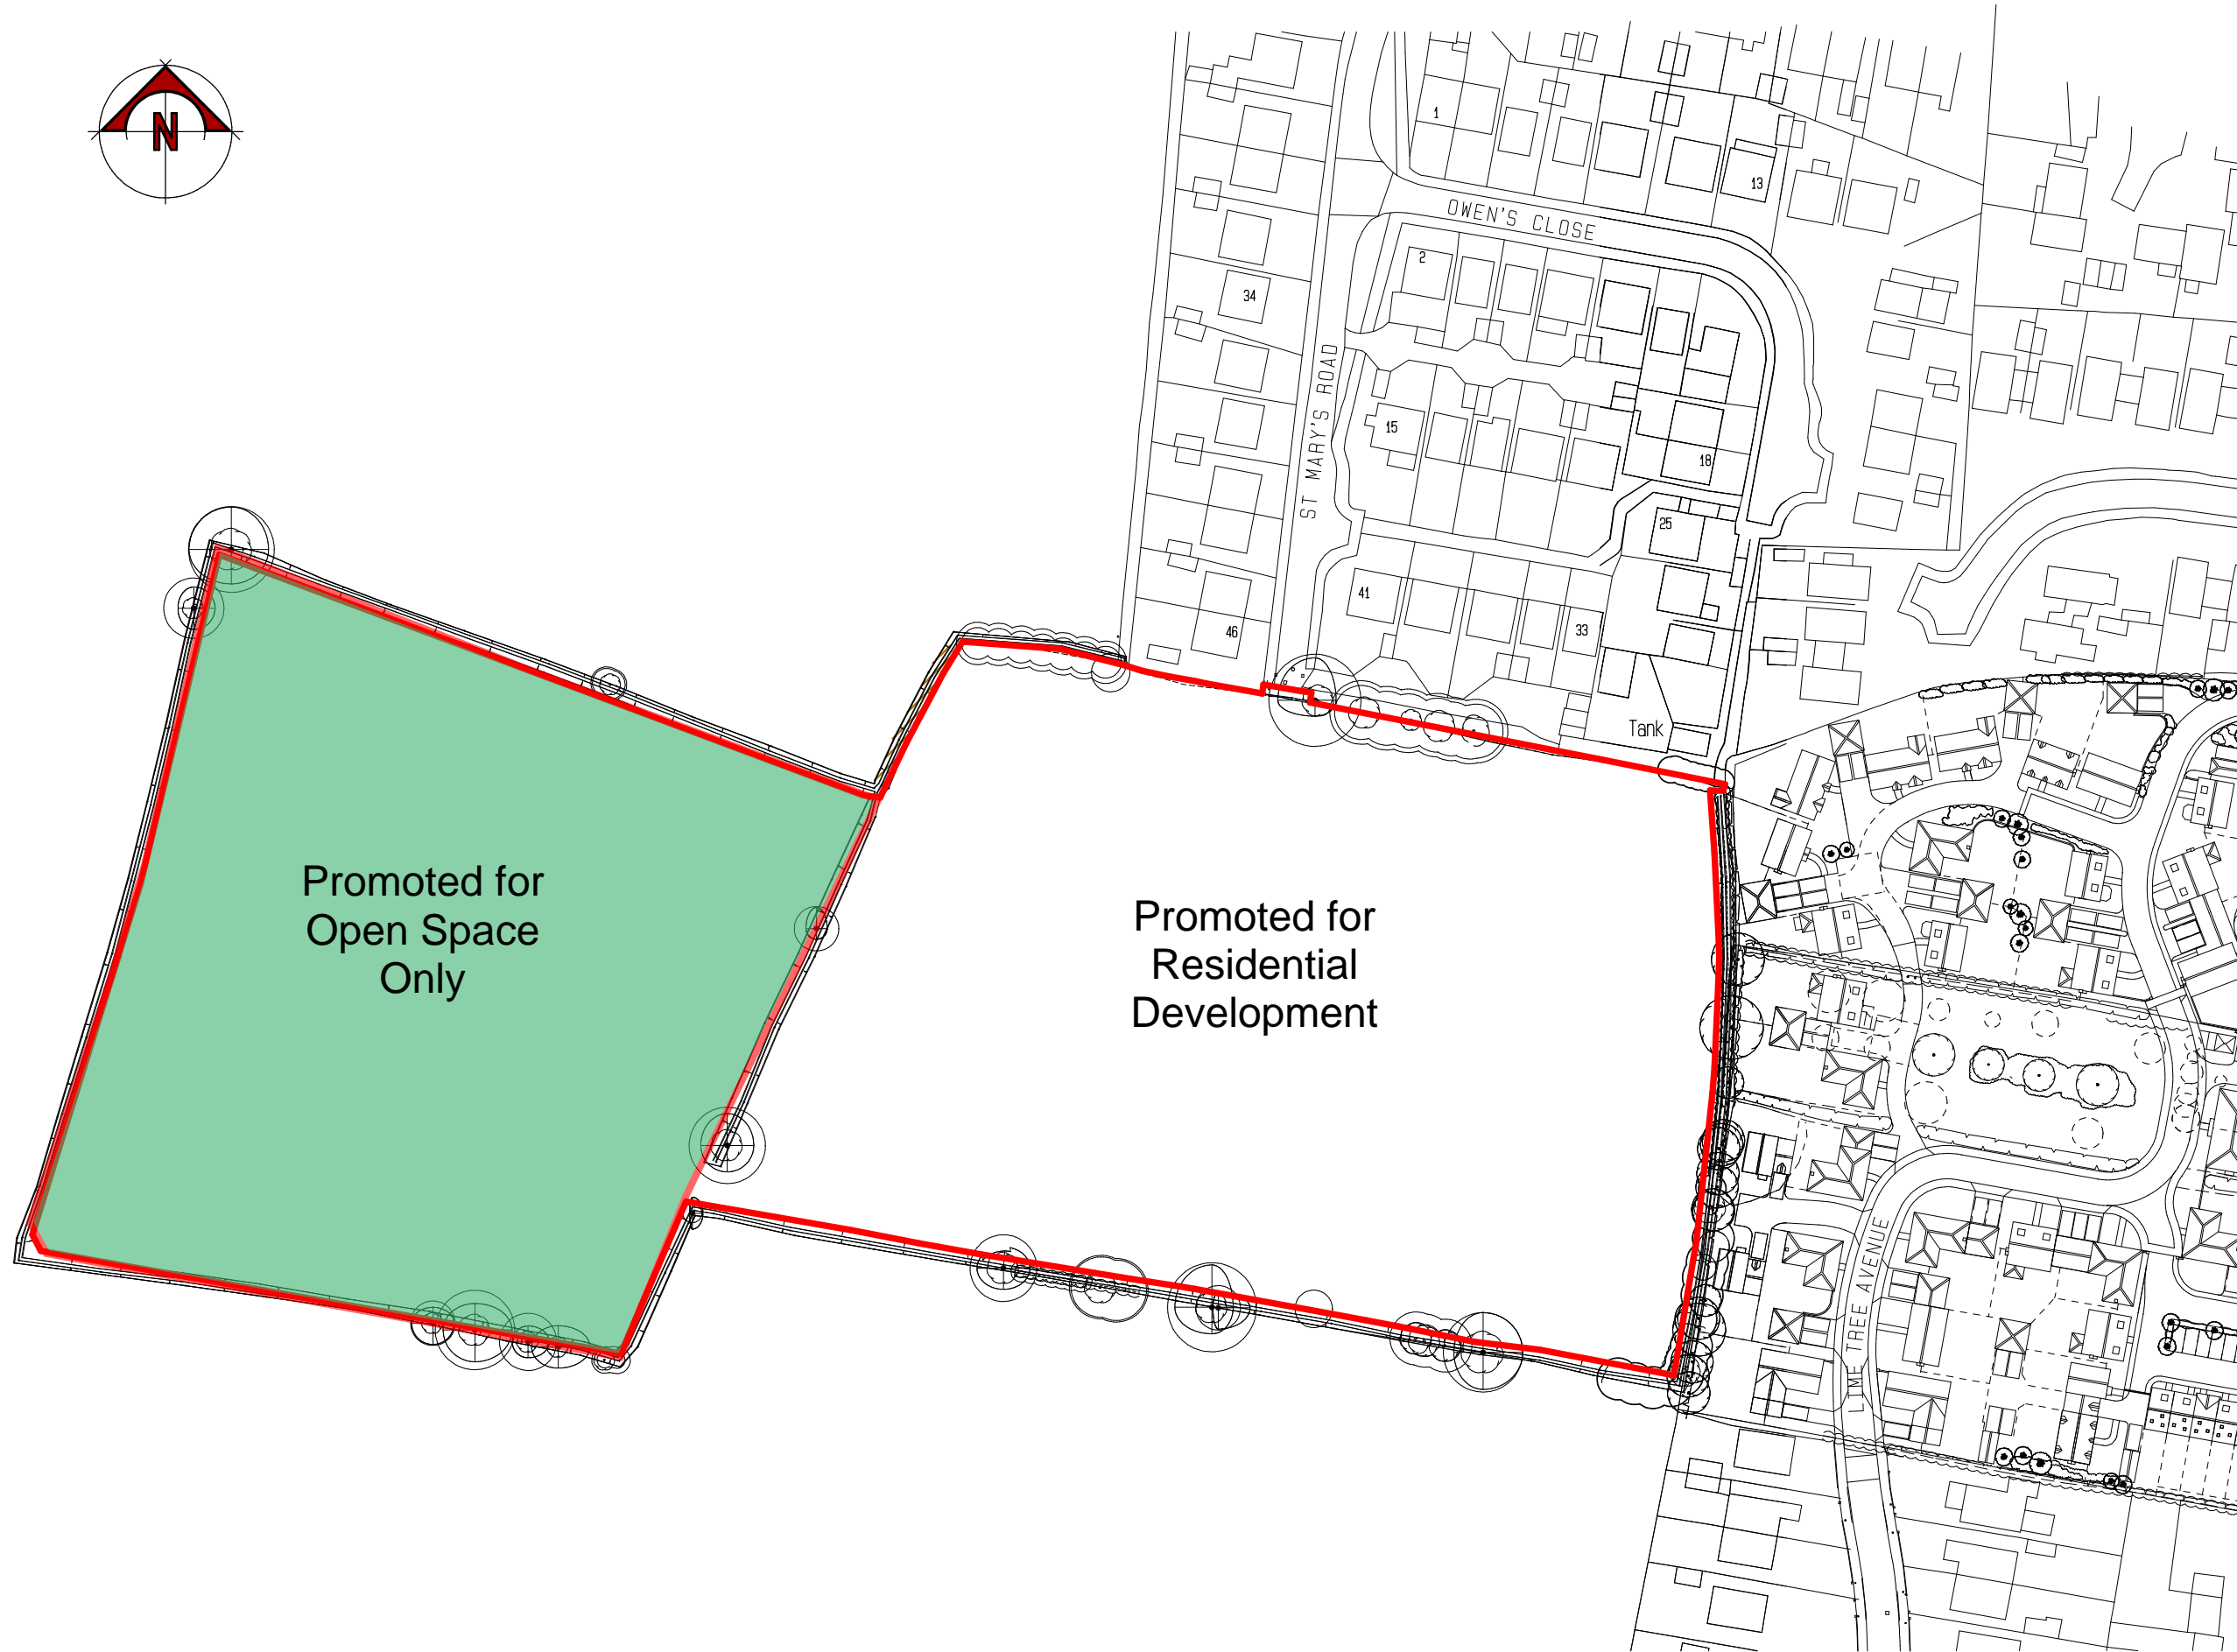 N
1
13
OWEN'S CLOSE
2
34
ST MARY'S ROAD
15
18
25
41
33
46
Tank
Promoted for
Open Space
Only
Promoted for
Residential
Development
LIME TREE AVENUE